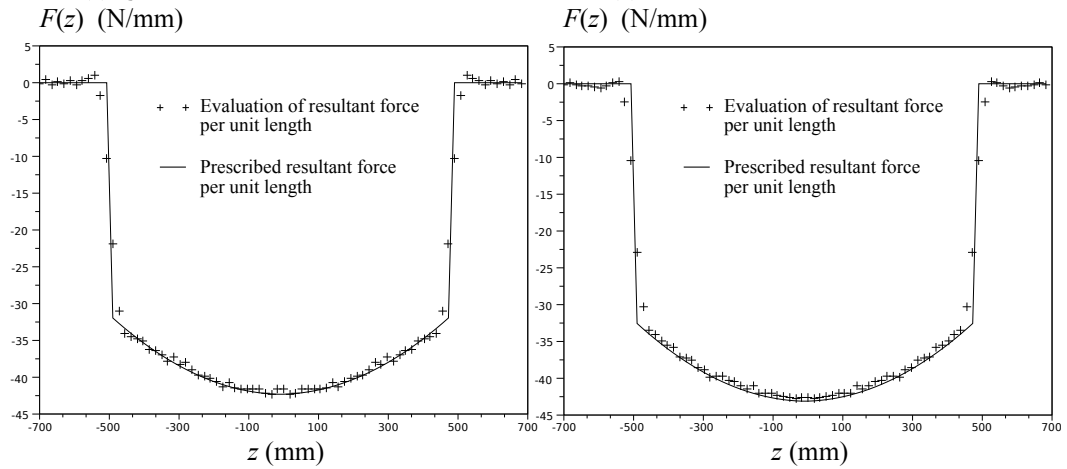 F(z) (N/mm)
5
0
-5
-10
-15
-20
-25
-30
-35
-40
-45
-700 -500 -300 -100 100 300 500 700
z (mm)
+ + Evaluation of resultant force
per unit length
— Prescribed resultant force
per unit length
F(z) (N/mm)
5
0
-5
-10
-15
-20
-25
-30
-35
-40
-45
-700 -500 -300 -100 100 300 500 700
z (mm)
+ + Evaluation of resultant force
per unit length
— Prescribed resultant force
per unit length